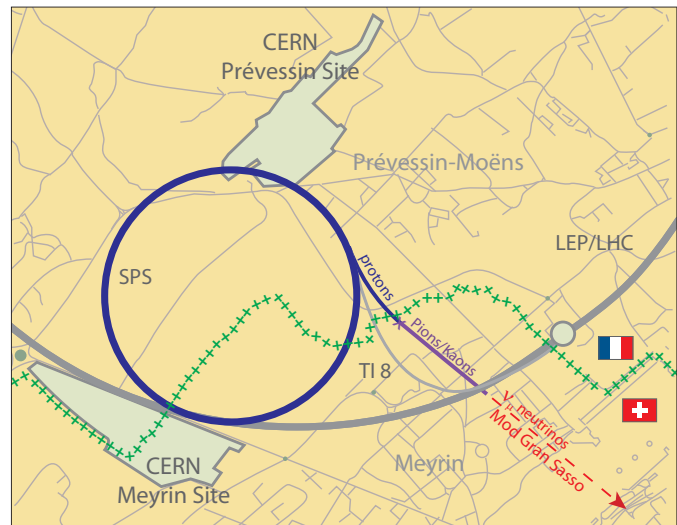 CERN
Prévessin Site
Prévessin-Moëns
LEP/LHC
SPS
protons
Pions/Kaons
TI 8
νμ neutrinos
Mod Gran Sasso
Meyrin
CERN
Meyrin Site